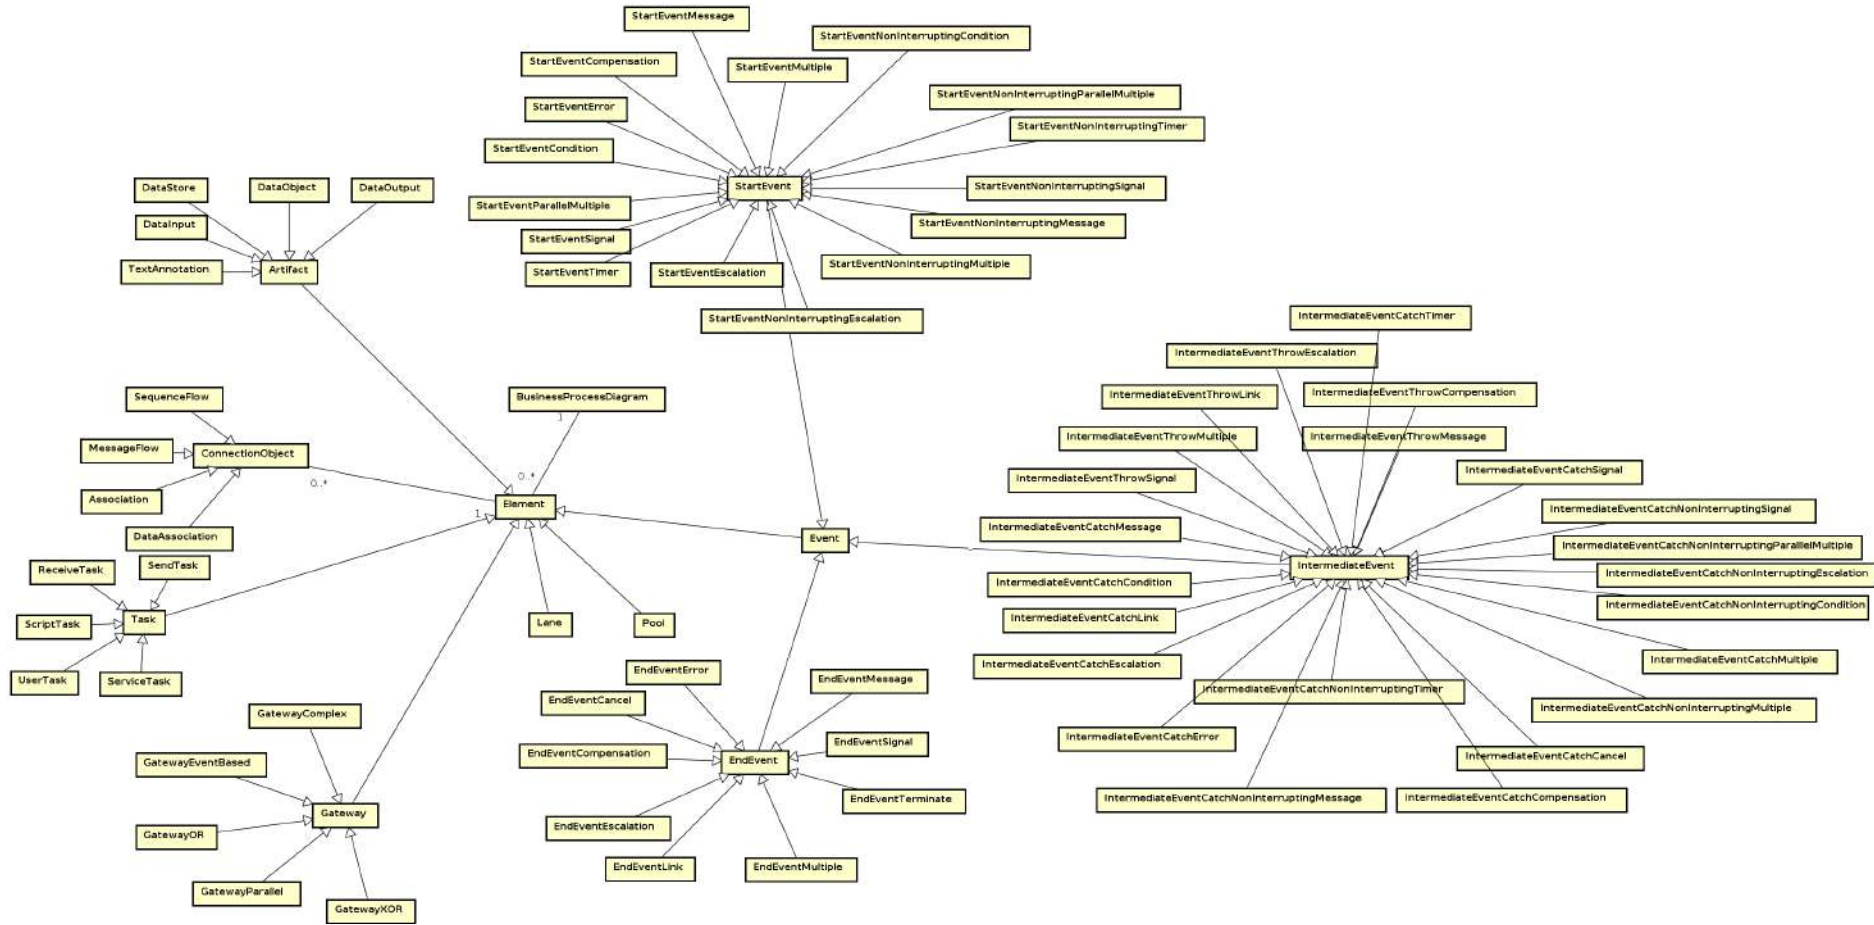 StartEventMessage
StartEventNonInterruptingCondition
StartEventCompensation
StartEventMultiple
StartEventNonInterruptingParallelMultiple
StartEventError
StartEventNonInterruptingTimer
StartEventCondition
DataStore
DataObject
DataOutput
StartEvent
StartEventNonInterruptingSignal
StartEventParallelMultiple
DataInput
StartEventNonInterruptingMessage
StartEventSignal
TextAnnotation
Artifact
StartEventTimer
StartEventEscalation
StartEventNonInterruptingMultiple
StartEventNonInterruptingEscalation
IntermediateEventCatchTimer
IntermediateEventThrowEscalation
SequenceFlow
BusinessProcessDiagram
IntermediateEventThrowLink
IntermediateEventThrowCompensation
1
MessageFlow
ConnectionObject
IntermediateEventThrowMultiple
IntermediateEventThrowMessage
0..*
0..*
IntermediateEventThrowSignal
IntermediateEventCatchSignal
Association
Element
1
IntermediateEventCatchNonInterruptingSignal
DataAssociation
Event
IntermediateEventCatchMessage
IntermediateEventCatchNonInterruptingParallelMultiple
ReceiveTask
SendTask
IntermediateEvent
IntermediateEventCatchNonInterruptingEscalation
IntermediateEventCatchCondition
IntermediateEventCatchNonInterruptingCondition
ScriptTask
Task
Lane
Pool
IntermediateEventCatchLink
UserTask
ServiceTask
EndEventError
EndEventMessage
IntermediateEventCatchEscalation
IntermediateEventCatchMultiple
IntermediateEventCatchNonInterruptingTimer
EndEventCancel
IntermediateEventCatchNonInterruptingMultiple
GatewayComplex
IntermediateEventCatchError
EndEventCompensation
EndEventSignal
GatewayEventBased
EndEvent
IntermediateEventCatchCancel
EndEventTerminate
IntermediateEventCatchNonInterruptingMessage
IntermediateEventCatchCompensation
Gateway
GatewayOR
EndEventEscalation
EndEventLink
EndEventMultiple
GatewayParallel
GatewayXOR